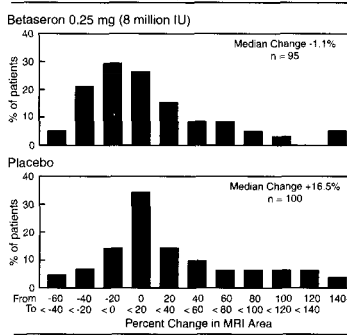 Betaseron 0.25 mg (8 million IU)
40
30
20
10
0
% of patients
Median Change -1.1%
n = 95
Placebo
40
30
20
10
0
% of patients
Median Change +16.5%
n = 100
From -60 -40 -20 0 20 40 60 80 100 120 140+
To < -40 < -20 < 0 < 20 < 40 < 60 < 80 < 100 < 120 < 140
Percent Change in MRI Area